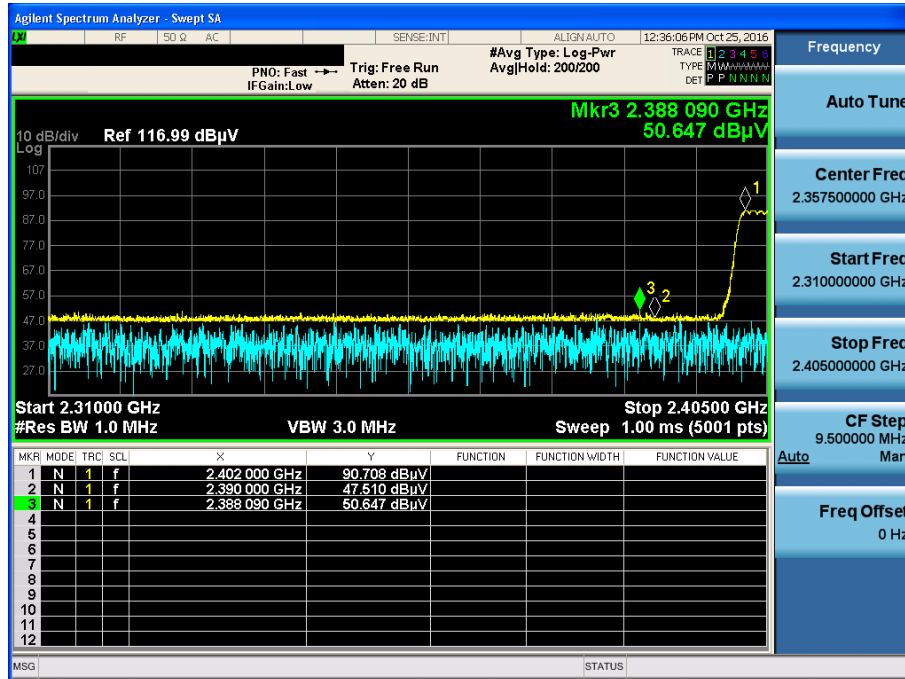 Agilent Spectrum Analyzer - Swept SA
LXI RF 50 Ω AC SENSE:INT ALIGN AUTO 12:36:06 PM Oct 25, 2016
Frequency
PNO: Fast
IFGain:Low
Trig: Free Run
Atten: 20 dB
#Avg Type: Log-Pwr
Avg|Hold: 200/200
TRACE 1 2 3 4 5 6
TYPE M W
DET P P N N N N
Mkr3 2.388 090 GHz
50.647 dBµV
10 dB/div Ref 116.99 dBµV
Log
107
97.0
87.0
77.0
67.0
57.0
47.0
37.0
27.0
1
3
2
Start 2.31000 GHz Stop 2.40500 GHz
#Res BW 1.0 MHz VBW 3.0 MHz Sweep 1.00 ms (5001 pts)
MKR MODE TRC SCL X Y FUNCTION FUNCTION WIDTH FUNCTION VALUE
1 N 1 f 2.402 000 GHz 90.708 dBµV
2 N 1 f 2.390 000 GHz 47.510 dBµV
3 N 1 f 2.388 090 GHz 50.647 dBµV
4
5
6
7
8
9
10
11
12
MSG STATUS
Auto Tune
Center Freq
2.357500000 GHz
Start Freq
2.310000000 GHz
Stop Freq
2.405000000 GHz
CF Step
9.500000 MHz
Auto Man
Freq Offset
0 Hz